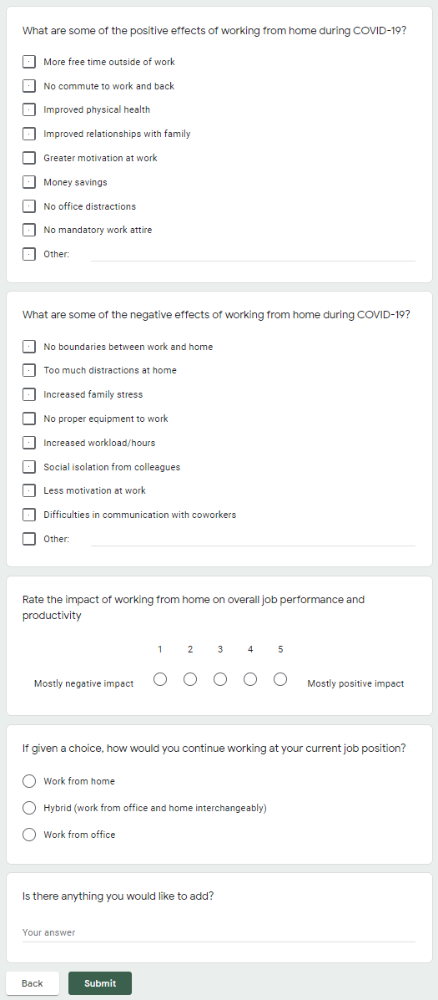 What are some of the positive effects of working from home during COVID-19?
More free time outside of work
No commute to work and back
Improved physical health
Improved relationships with family
Greater motivation at work
Money savings
No office distractions
No mandatory work attire
Other:
What are some of the negative effects of working from home during COVID-19?
No boundaries between work and home
Too much distractions at home
Increased family stress
No proper equipment to work
Increased workload/hours
Social isolation from colleagues
Less motivation at work
Difficulties in communication with coworkers
Other:
Rate the impact of working from home on overall job performance and
productivity
1 2 3 4 5
Mostly negative impact Mostly positive impact
If given a choice, how would you continue working at your current job position?
Work from home
Hybrid (work from office and home interchangeably)
Work from office
Is there anything you would like to add?
Your answer
Back Submit